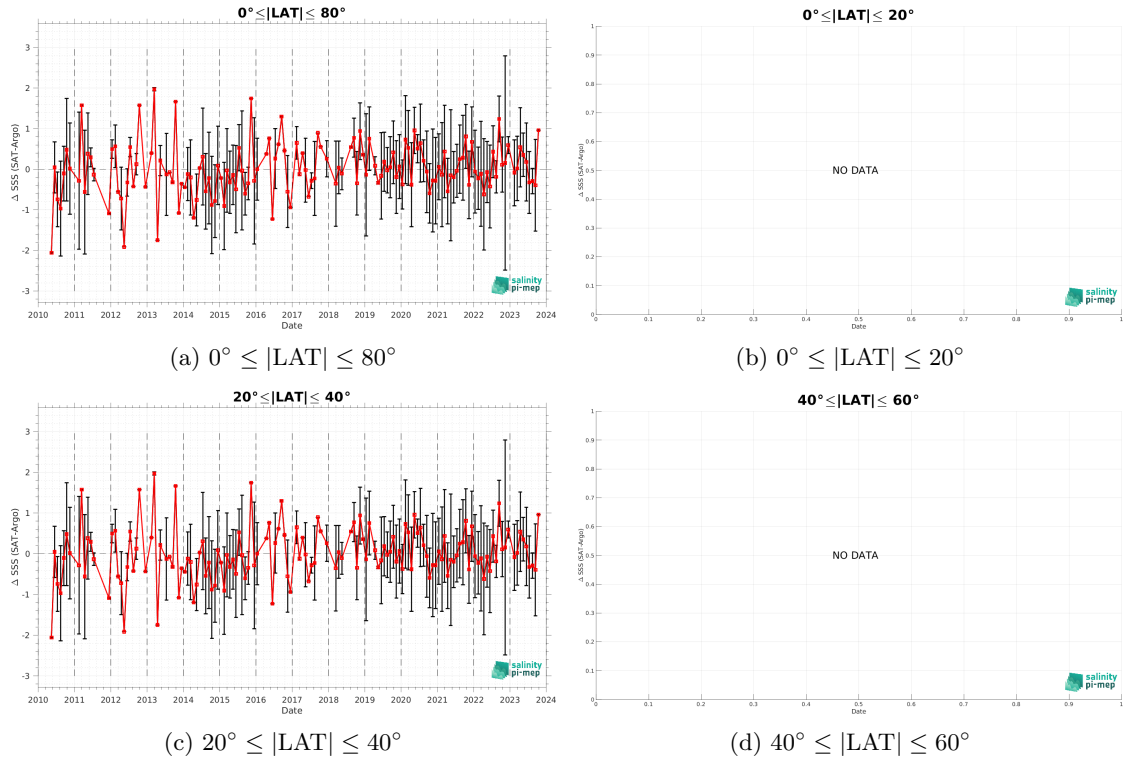 0°≤|LAT|≤ 80°
Δ SSS (SAT-Argo)
3
2
1
0
-1
-2
-3
2010 2011 2012 2013 2014 2015 2016 2017 2018 2019 2020 2021 2022 2023 2024
Date
salinity
pi-mep
(a) 0° ≤ |LAT| ≤ 80°
0°≤|LAT|≤ 20°
Δ SSS (SAT-Argo)
1
0.9
0.8
0.7
0.6
0.5
0.4
0.3
0.2
0.1
0
NO DATA
0 0.1 0.2 0.3 0.4 0.5 0.6 0.7 0.8 0.9 1
Date
salinity
pi-mep
(b) 0° ≤ |LAT| ≤ 20°
20°≤|LAT|≤ 40°
Δ SSS (SAT-Argo)
3
2
1
0
-1
-2
-3
2010 2011 2012 2013 2014 2015 2016 2017 2018 2019 2020 2021 2022 2023 2024
Date
salinity
pi-mep
(c) 20° ≤ |LAT| ≤ 40°
40°≤|LAT|≤ 60°
Δ SSS (SAT-Argo)
1
0.9
0.8
0.7
0.6
0.5
0.4
0.3
0.2
0.1
0
NO DATA
0 0.1 0.2 0.3 0.4 0.5 0.6 0.7 0.8 0.9 1
Date
salinity
pi-mep
(d) 40° ≤ |LAT| ≤ 60°